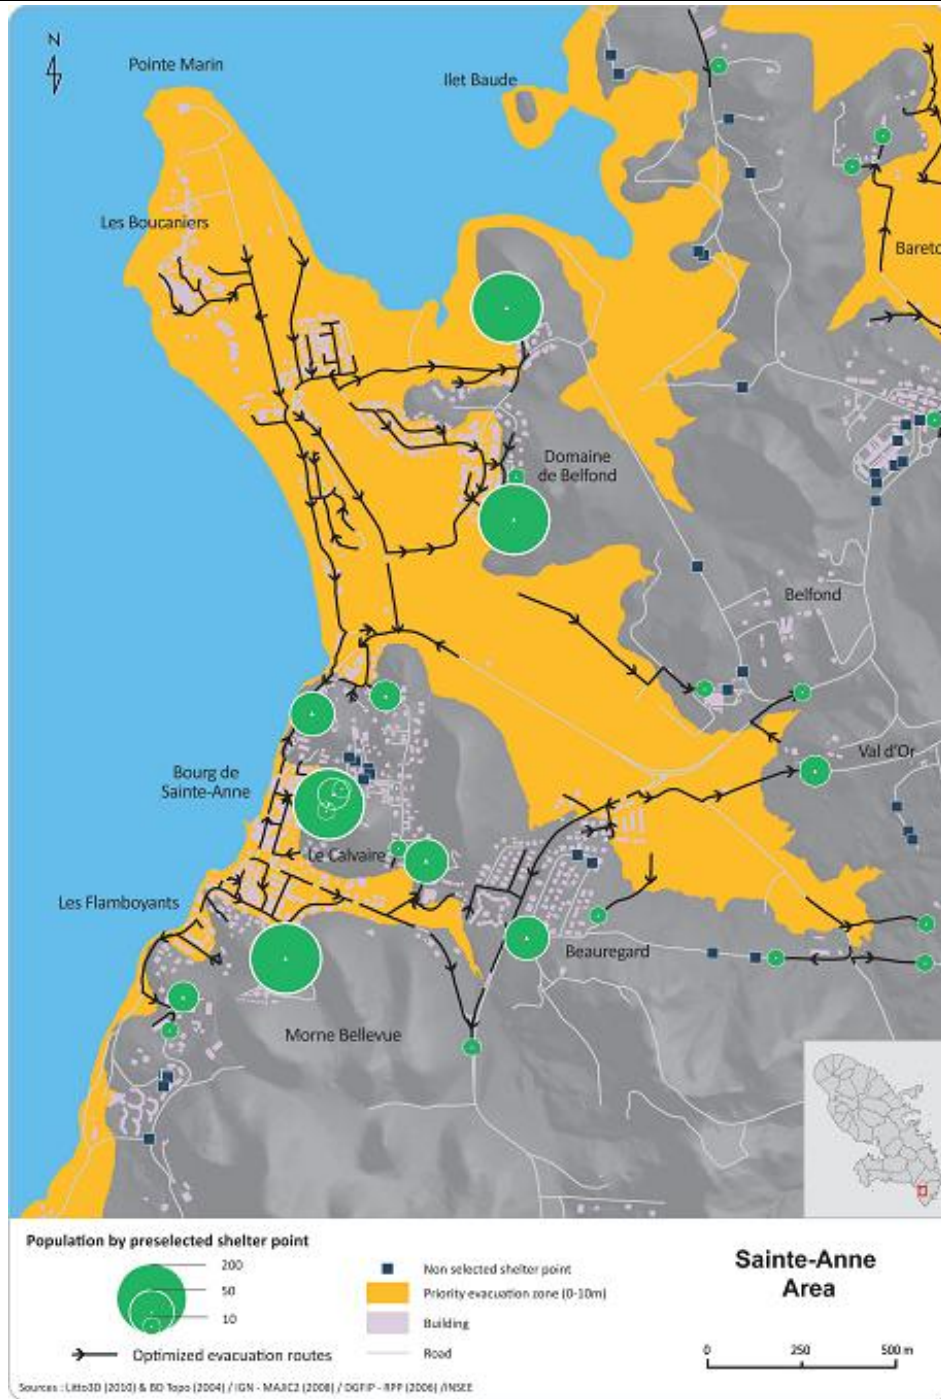 N
Pointe Marin
Ilet Baude
Les Boucaniers
Domaine
de Belfond
Belfond
Val d'Or
Bourg de
Sainte-Anne
Le Calvaire
Les Flamboyants
Beauregard
Morne Bellevue
Population by preselected shelter point
200
50
10
Optimized evacuation routes
Non selected shelter point
Priority evacuation zone (0-10m)
Building
Road
Sainte-Anne
Area
0 250 500 m
Sources : Litto3D (2010) & BD Topo (2004) / IGN - MAJIC2 (2008) / DGFIP - RPP (2006) /INSEE